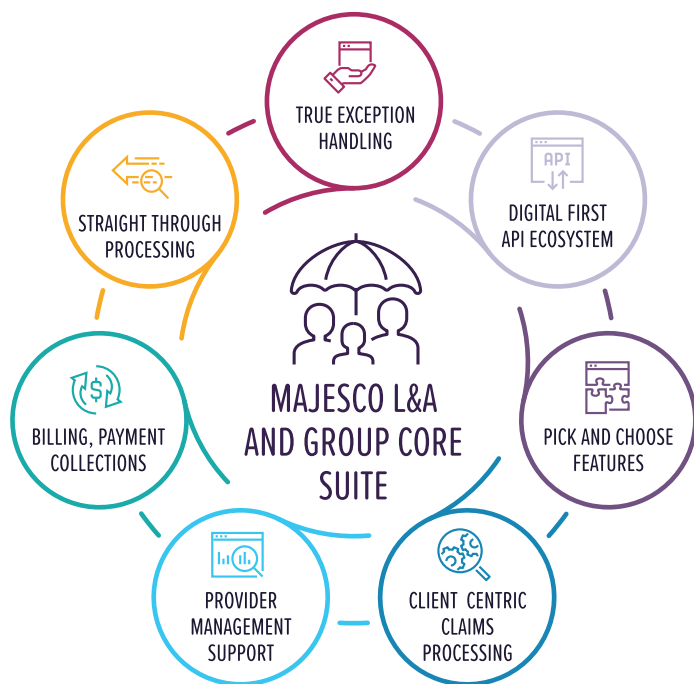 TRUE EXCEPTION
HANDLING
API
DIGITAL FIRST
API ECOSYSTEM
STRAIGHT THROUGH
PROCESSING
MAJESCO L&A
AND GROUP CORE
SUITE
$
BILLING, PAYMENT
COLLECTIONS
PICK AND CHOOSE
FEATURES
PROVIDER
MANAGEMENT
SUPPORT
CLIENT CENTRIC
CLAIMS
PROCESSING